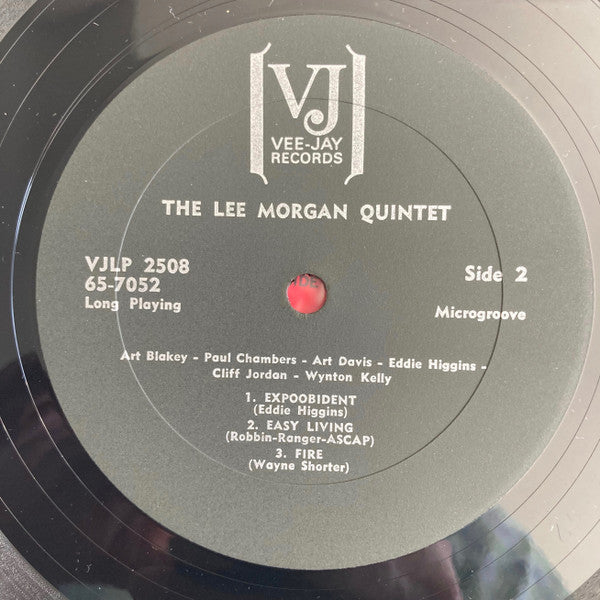 VJ
VEE-JAY
RECORDS
THE LEE MORGAN QUINTET
VJLP 2508
65-7052
Long Playing
Side 2
Microgroove
Art Blakey - Paul Chambers - Art Davis - Eddie Higgins -
Cliff Jordan - Wynton Kelly
1. EXPOOBIDENT
(Eddie Higgins)
2. EASY LIVING
(Robbin-Ranger-ASCAP)
3. FIRE
(Wayne Shorter)